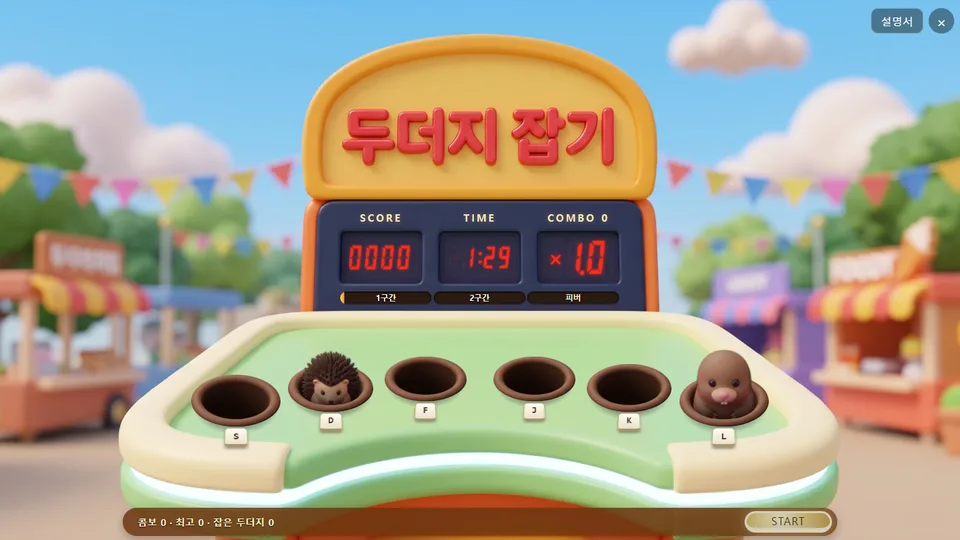 설명서 ×
두더지 잡기
SCORE TIME COMBO 0
0000 1:29 ×1.0
1구간 2구간 피버
S D F J K L
콤보 0 · 최고 0 · 잡은 두더지 0
START